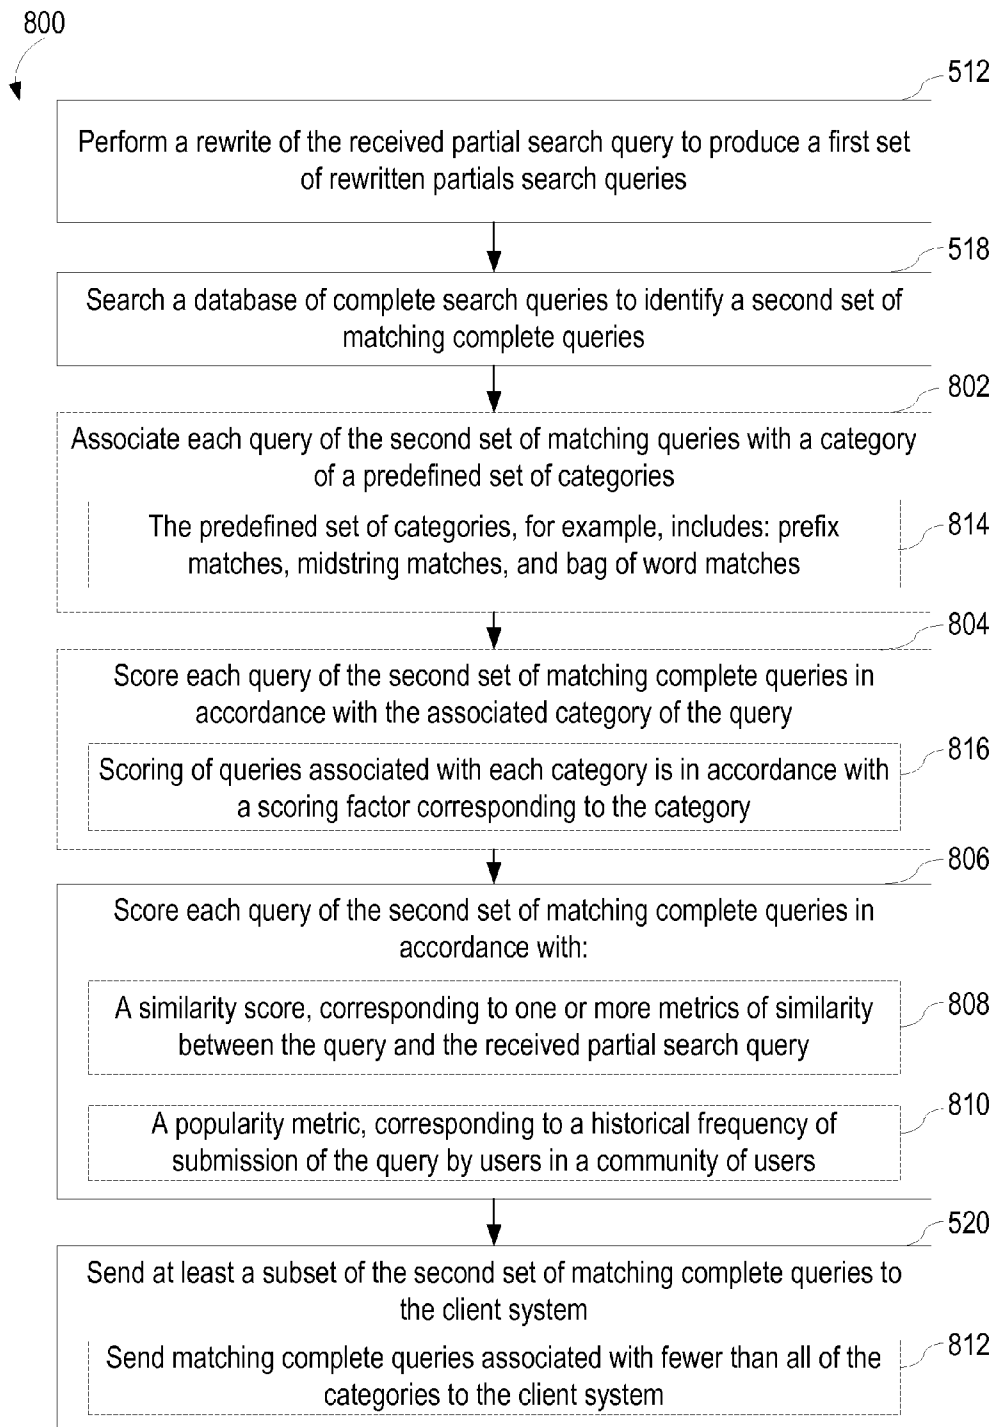 800
512
Perform a rewrite of the received partial search query to produce a first set
of rewritten partials search queries
518
Search a database of complete search queries to identify a second set of
matching complete queries
802
Associate each query of the second set of matching queries with a category
of a predefined set of categories
The predefined set of categories, for example, includes: prefix
matches, midstring matches, and bag of word matches
814
804
Score each query of the second set of matching complete queries in
accordance with the associated category of the query
816
Scoring of queries associated with each category is in accordance with
a scoring factor corresponding to the category
806
Score each query of the second set of matching complete queries in
accordance with:
A similarity score, corresponding to one or more metrics of similarity
between the query and the received partial search query
808
A popularity metric, corresponding to a historical frequency of
submission of the query by users in a community of users
810
520
Send at least a subset of the second set of matching complete queries to
the client system
Send matching complete queries associated with fewer than all of the
categories to the client system
812